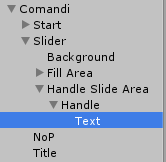 Comandi
Start
Slider
Background
Fill Area
Handle Slide Area
Handle
Text
NoP
Title